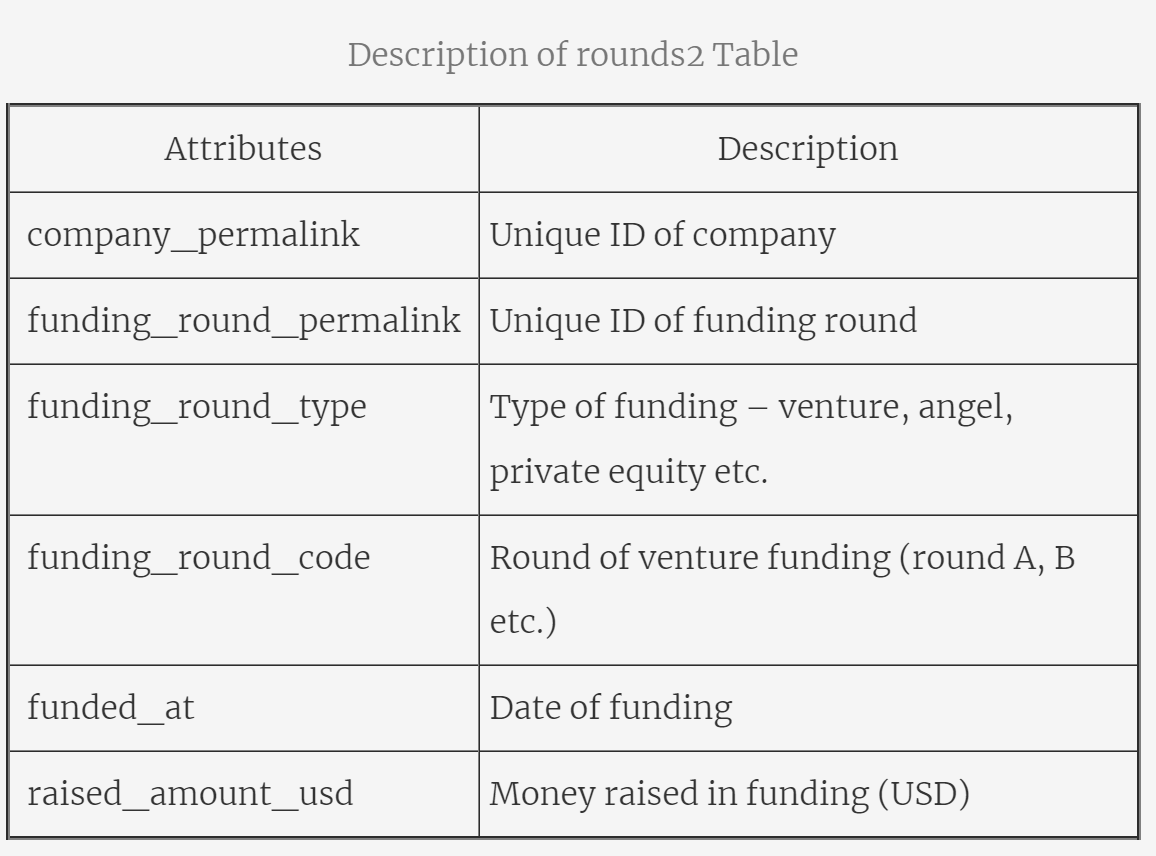 Description of rounds2 Table
Attributes
Description
company_permalink
Unique ID of company
funding_round_permalink
Unique ID of funding round
funding_round_type
Type of funding – venture, angel,
private equity etc.
funding_round_code
Round of venture funding (round A, B
etc.)
funded_at
Date of funding
raised_amount_usd
Money raised in funding (USD)